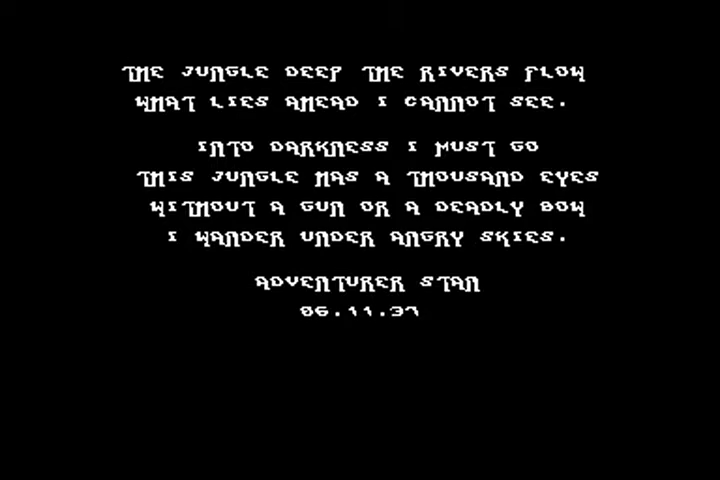 THE JUNGLE DEEP THE RIVERS FLOW
WHAT LIES AHEAD I CANNOT SEE.
INTO DARKNESS I MUST GO
THIS JUNGLE HAS A THOUSAND EYES
WITHOUT A GUN OR A DEADLY BOW
I WANDER UNDER ANGRY SKIES.
ADVENTURER STAN
06.11.37